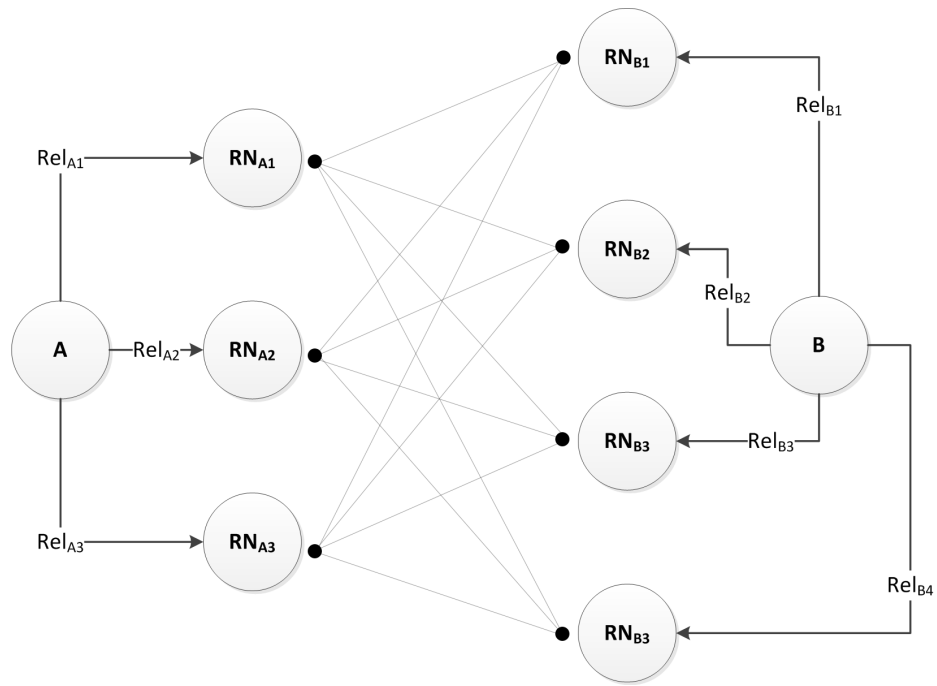 RN_B1
Rel_B1
Rel_A1
RN_A1
RN_B2
Rel_B2
A
Rel_A2
RN_A2
B
RN_B3
Rel_B3
Rel_A3
RN_A3
Rel_B4
RN_B3